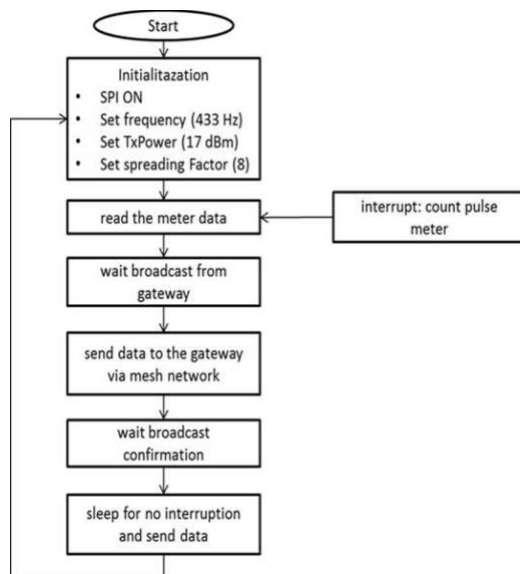 Start
Initialitazation
• SPI ON
• Set frequency (433 Hz)
• Set TxPower (17 dBm)
• Set spreading Factor (8)
read the meter data
interrupt: count pulse
meter
wait broadcast from
gateway
send data to the gateway
via mesh network
wait broadcast
confirmation
sleep for no interruption
and send data